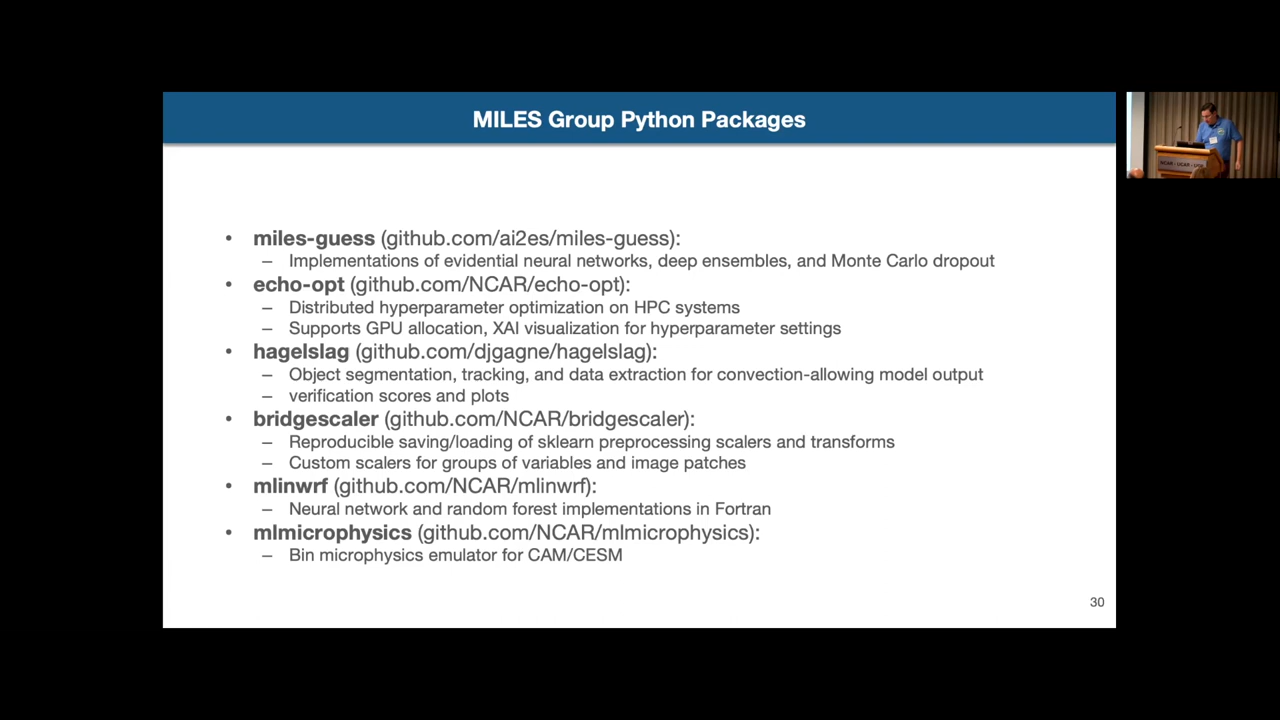 MILES Group Python Packages
• miles-guess (github.com/ai2es/miles-guess):
– Implementations of evidential neural networks, deep ensembles, and Monte Carlo dropout
• echo-opt (github.com/NCAR/echo-opt):
– Distributed hyperparameter optimization on HPC systems
– Supports GPU allocation, XAI visualization for hyperparameter settings
• hagelslag (github.com/djgagne/hagelslag):
– Object segmentation, tracking, and data extraction for convection-allowing model output
– verification scores and plots
• bridgescaler (github.com/NCAR/bridgescaler):
– Reproducible saving/loading of sklearn preprocessing scalers and transforms
– Custom scalers for groups of variables and image patches
• mlinwrf (github.com/NCAR/mlinwrf):
– Neural network and random forest implementations in Fortran
• mlmicrophysics (github.com/NCAR/mlmicrophysics):
– Bin microphysics emulator for CAM/CESM
30